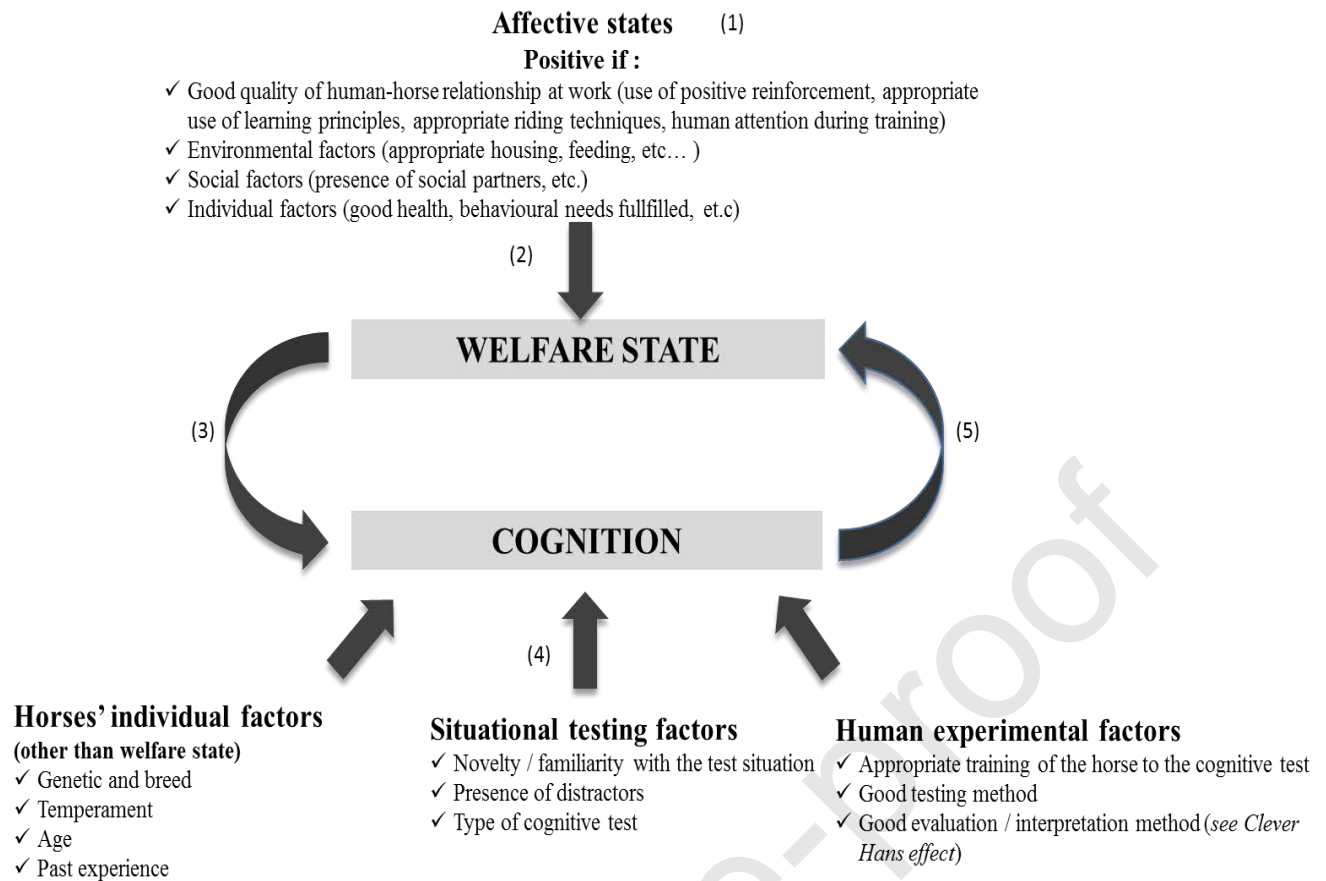 Affective states (1)
Positive if :
✓ Good quality of human-horse relationship at work (use of positive reinforcement, appropriate
use of learning principles, appropriate riding techniques, human attention during training)
✓ Environmental factors (appropriate housing, feeding, etc… )
✓ Social factors (presence of social partners, etc.)
✓ Individual factors (good health, behavioural needs fullfilled, et.c)
(2)
WELFARE STATE
(3)
(5)
COGNITION
(4)
Horses' individual factors
(other than welfare state)
✓ Genetic and breed
✓ Temperament
✓ Age
✓ Past experience
Situational testing factors
✓ Novelty / familiarity with the test situation
✓ Presence of distractors
✓ Type of cognitive test
Human experimental factors
✓ Appropriate training of the horse to the cognitive test
✓ Good testing method
✓ Good evaluation / interpretation method (see Clever
Hans effect)
-proof